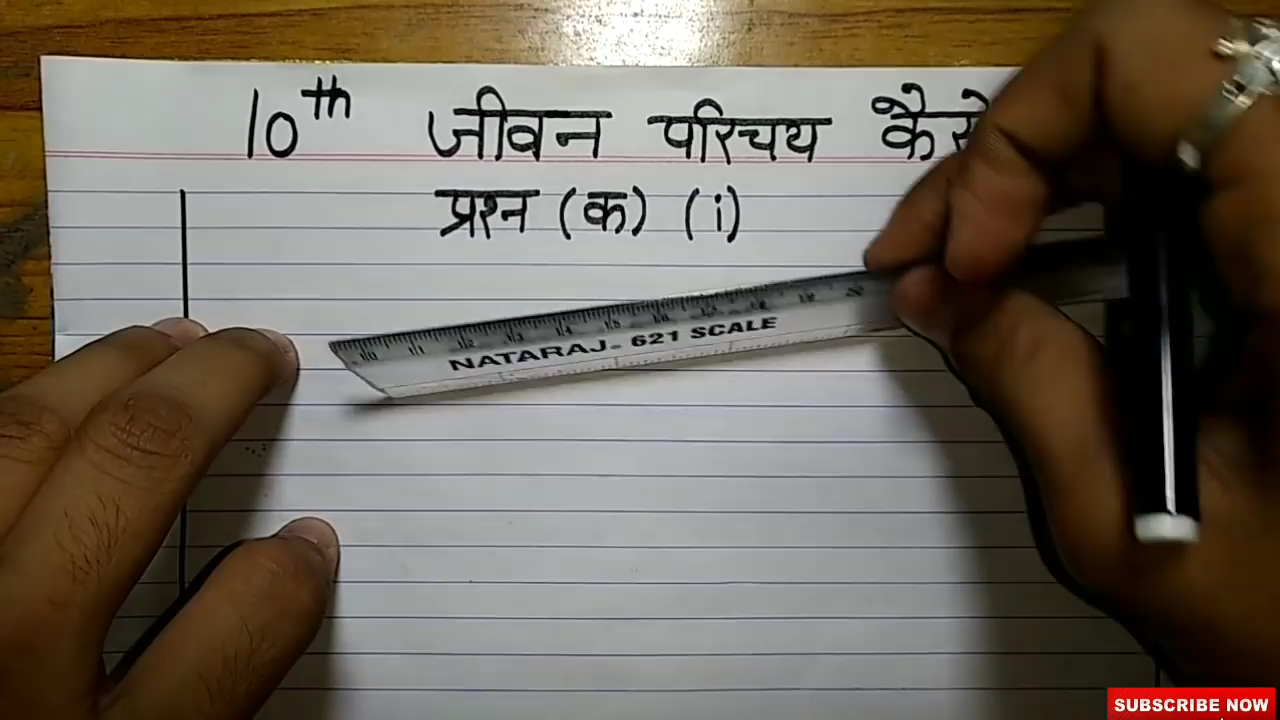 10th जीवन परिचय कैसे
प्रश्न (क) (i)
NATARAJ 621 SCALE
SUBSCRIBE NOW